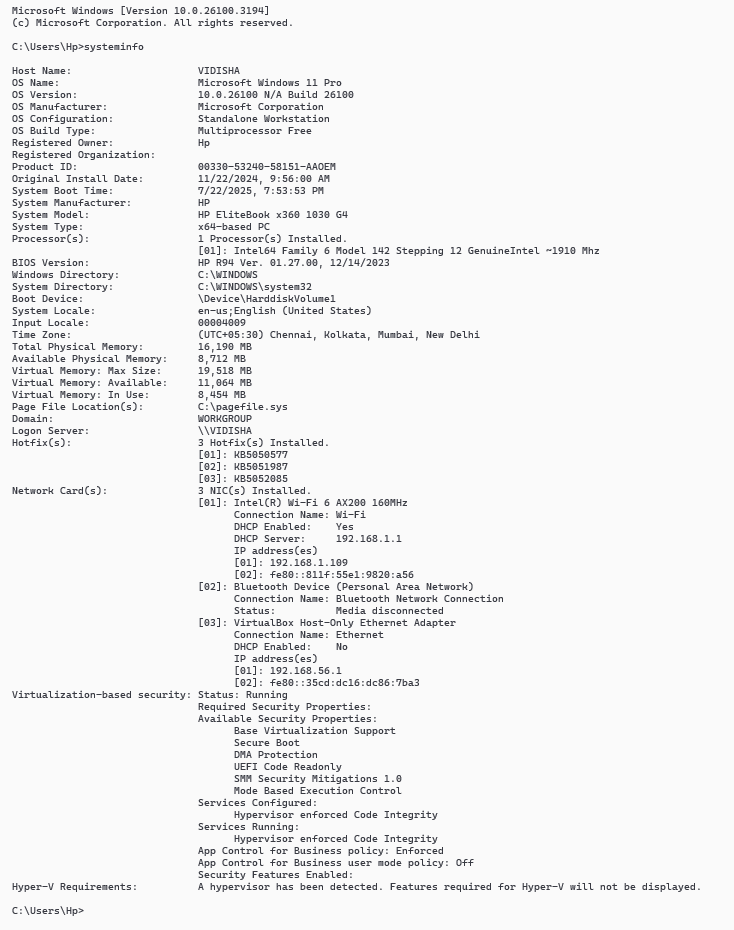 Microsoft Windows [Version 10.0.26100.3194]
(c) Microsoft Corporation. All rights reserved.
C:\Users\Hp>systeminfo
Host Name: VIDISHA
OS Name: Microsoft Windows 11 Pro
OS Version: 10.0.26100 N/A Build 26100
OS Manufacturer: Microsoft Corporation
OS Configuration: Standalone Workstation
OS Build Type: Multiprocessor Free
Registered Owner: Hp
Registered Organization:
Product ID: 00330-53240-58151-AAOEM
Original Install Date: 11/22/2024, 9:56:00 AM
System Boot Time: 7/22/2025, 7:53:53 PM
System Manufacturer: HP
System Model: HP EliteBook x360 1030 G4
System Type: x64-based PC
Processor(s): 1 Processor(s) Installed.
[01]: Intel64 Family 6 Model 142 Stepping 12 GenuineIntel ~1910 Mhz
BIOS Version: HP R94 Ver. 01.27.00, 12/14/2023
Windows Directory: C:\WINDOWS
System Directory: C:\WINDOWS\system32
Boot Device: \Device\HarddiskVolume1
System Locale: en-us;English (United States)
Input Locale: 00004009
Time Zone: (UTC+05:30) Chennai, Kolkata, Mumbai, New Delhi
Total Physical Memory: 16,190 MB
Available Physical Memory: 8,712 MB
Virtual Memory: Max Size: 19,518 MB
Virtual Memory: Available: 11,064 MB
Virtual Memory: In Use: 8,454 MB
Page File Location(s): C:\pagefile.sys
Domain: WORKGROUP
Logon Server: \\VIDISHA
Hotfix(s): 3 Hotfix(s) Installed.
[01]: KB5050577
[02]: KB5051987
[03]: KB5052085
Network Card(s): 3 NIC(s) Installed.
[01]: Intel(R) Wi-Fi 6 AX200 160MHz
Connection Name: Wi-Fi
DHCP Enabled: Yes
DHCP Server: 192.168.1.1
IP address(es)
[01]: 192.168.1.109
[02]: fe80::811f:55e1:9820:a56
[02]: Bluetooth Device (Personal Area Network)
Connection Name: Bluetooth Network Connection
Status: Media disconnected
[03]: VirtualBox Host-Only Ethernet Adapter
Connection Name: Ethernet
DHCP Enabled: No
IP address(es)
[01]: 192.168.56.1
[02]: fe80::35cd:dc16:dc86:7ba3
Virtualization-based security: Status: Running
Required Security Properties:
Available Security Properties:
Base Virtualization Support
Secure Boot
DMA Protection
UEFI Code Readonly
SMM Security Mitigations 1.0
Mode Based Execution Control
Services Configured:
Hypervisor enforced Code Integrity
Services Running:
Hypervisor enforced Code Integrity
App Control for Business policy: Enforced
App Control for Business user mode policy: Off
Security Features Enabled:
Hyper-V Requirements: A hypervisor has been detected. Features required for Hyper-V will not be displayed.
C:\Users\Hp>